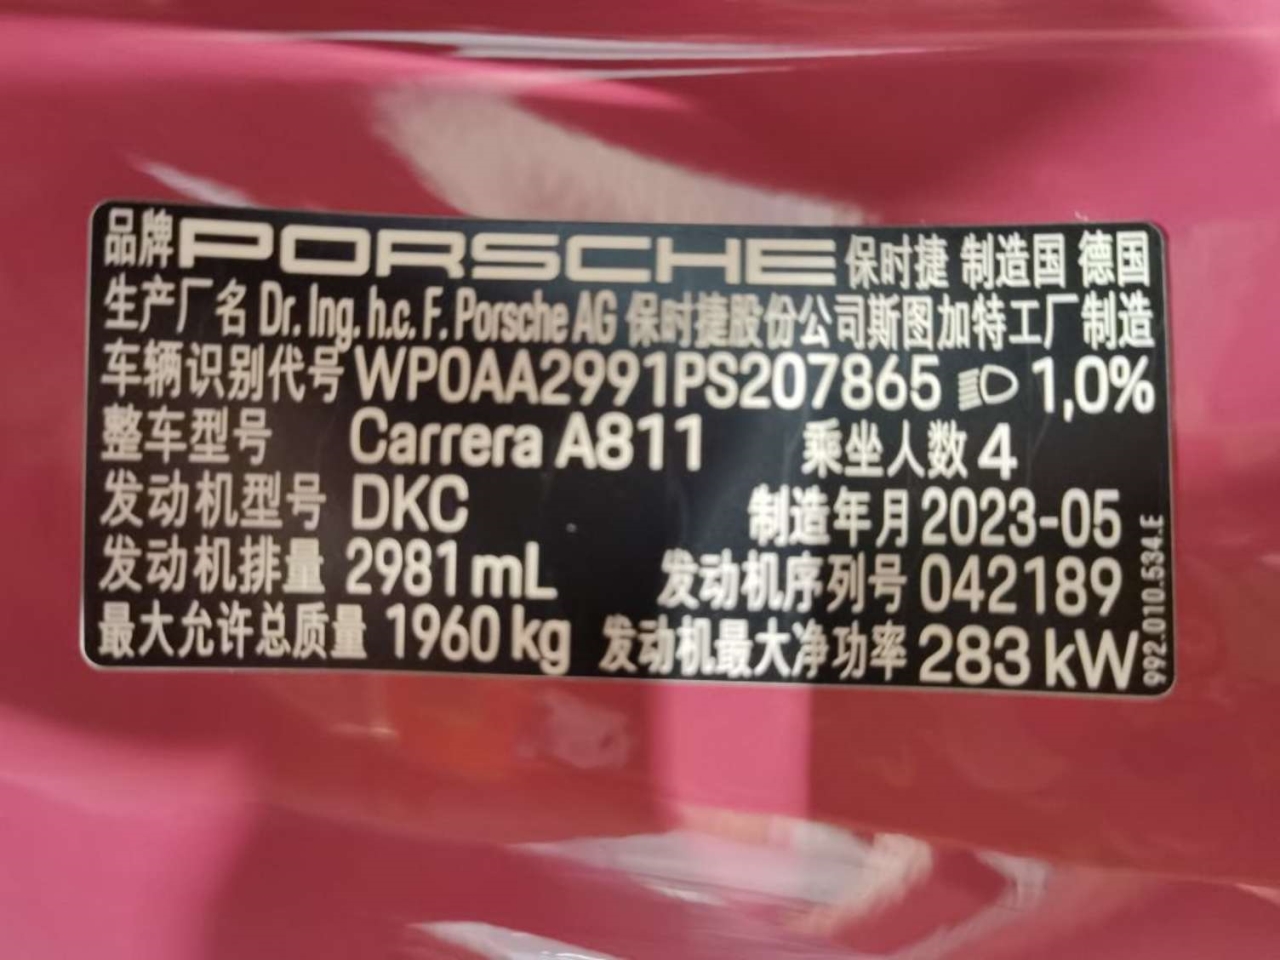 品牌 PORSCHE 保时捷 制造国 德国
生产厂名 Dr. Ing. h.c. F. Porsche AG 保时捷股份公司斯图加特工厂制造
车辆识别代号 WP0AA2991PS207865 1,0%
整车型号 Carrera A811 乘坐人数 4
发动机型号 DKC 制造年月 2023-05
发动机排量 2981 mL 发动机序列号 042189
最大允许总质量 1960 kg 发动机最大净功率 283 kW
992.010.534.E